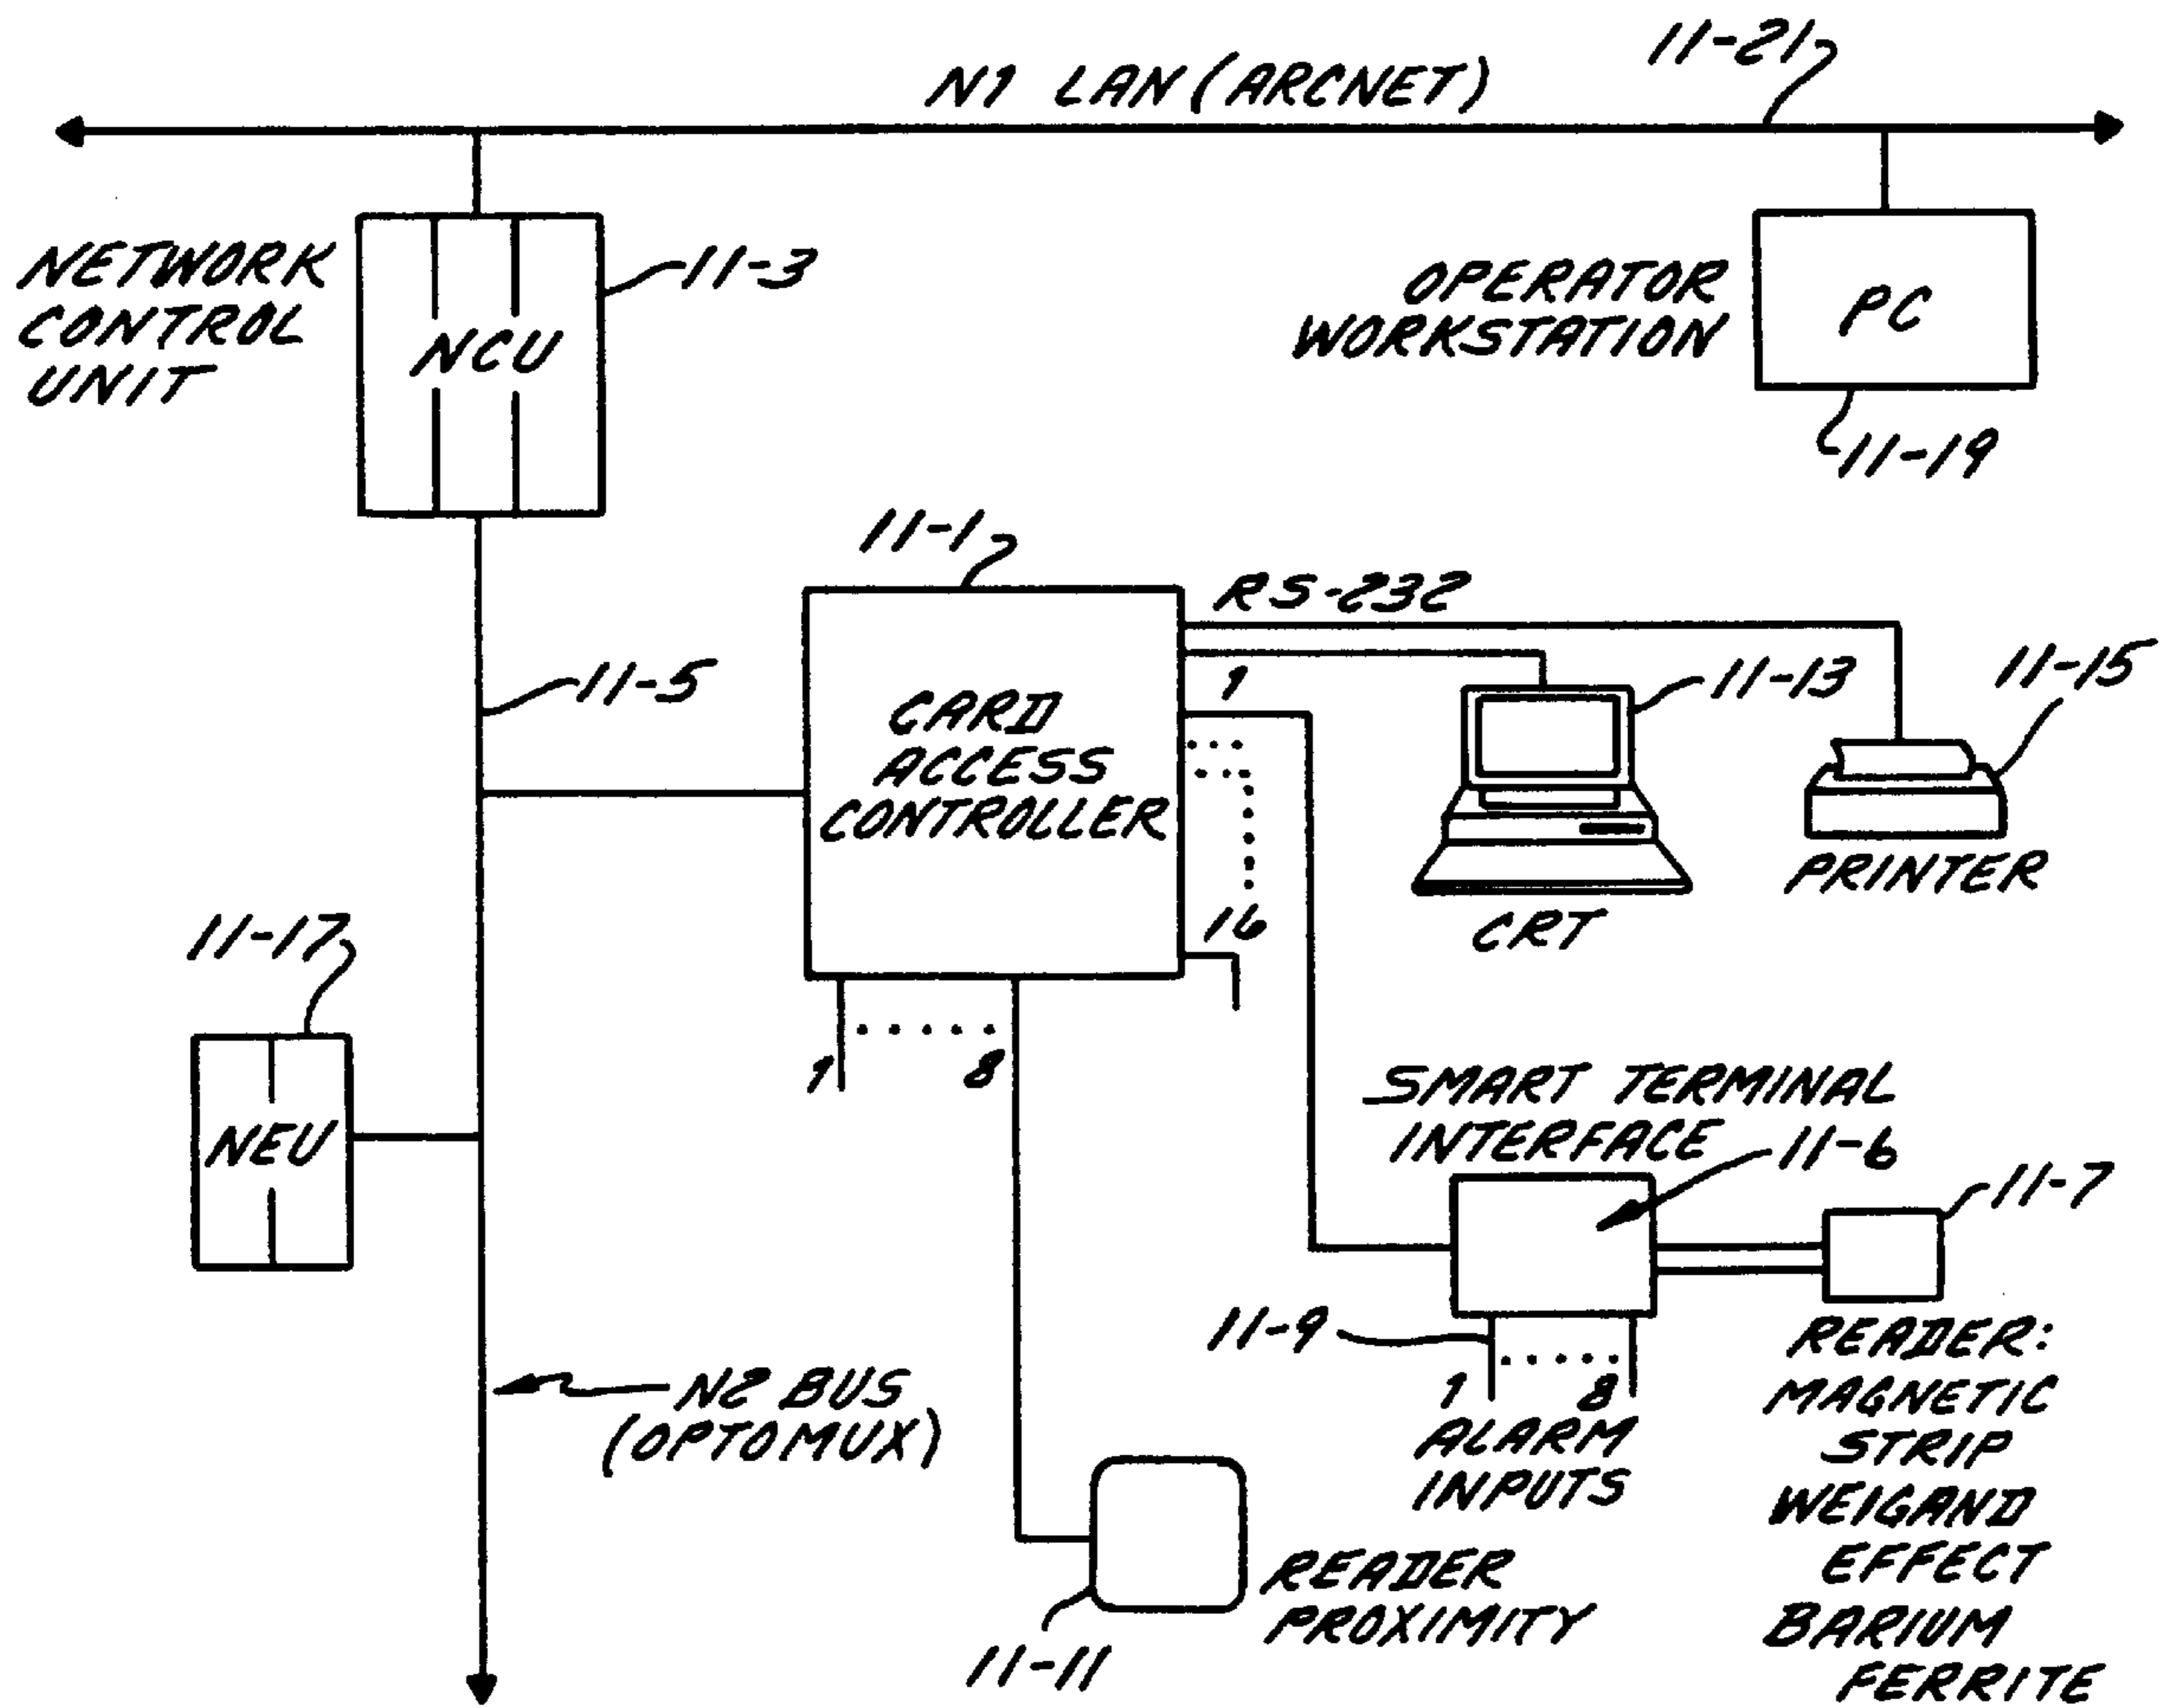 11-21
N1 LAN (ARCNET)
NETWORK
CONTROL
UNIT
11-3
NCU
OPERATOR
WORKSTATION
PC
11-19
11-1
RS-232
11-5
CARD
ACCESS
CONTROLLER
1
16
11-13
11-15
CRT
PRINTER
11-17
NEU
1 8
SMART TERMINAL
INTERFACE
11-6
11-7
11-9
1 8
ALARM
INPUTS
READER:
MAGNETIC
STRIP
WEIGAND
EFFECT
BARIUM
FERRITE
N2 BUS
(OPTOMUX)
READER
PROXIMITY
11-11